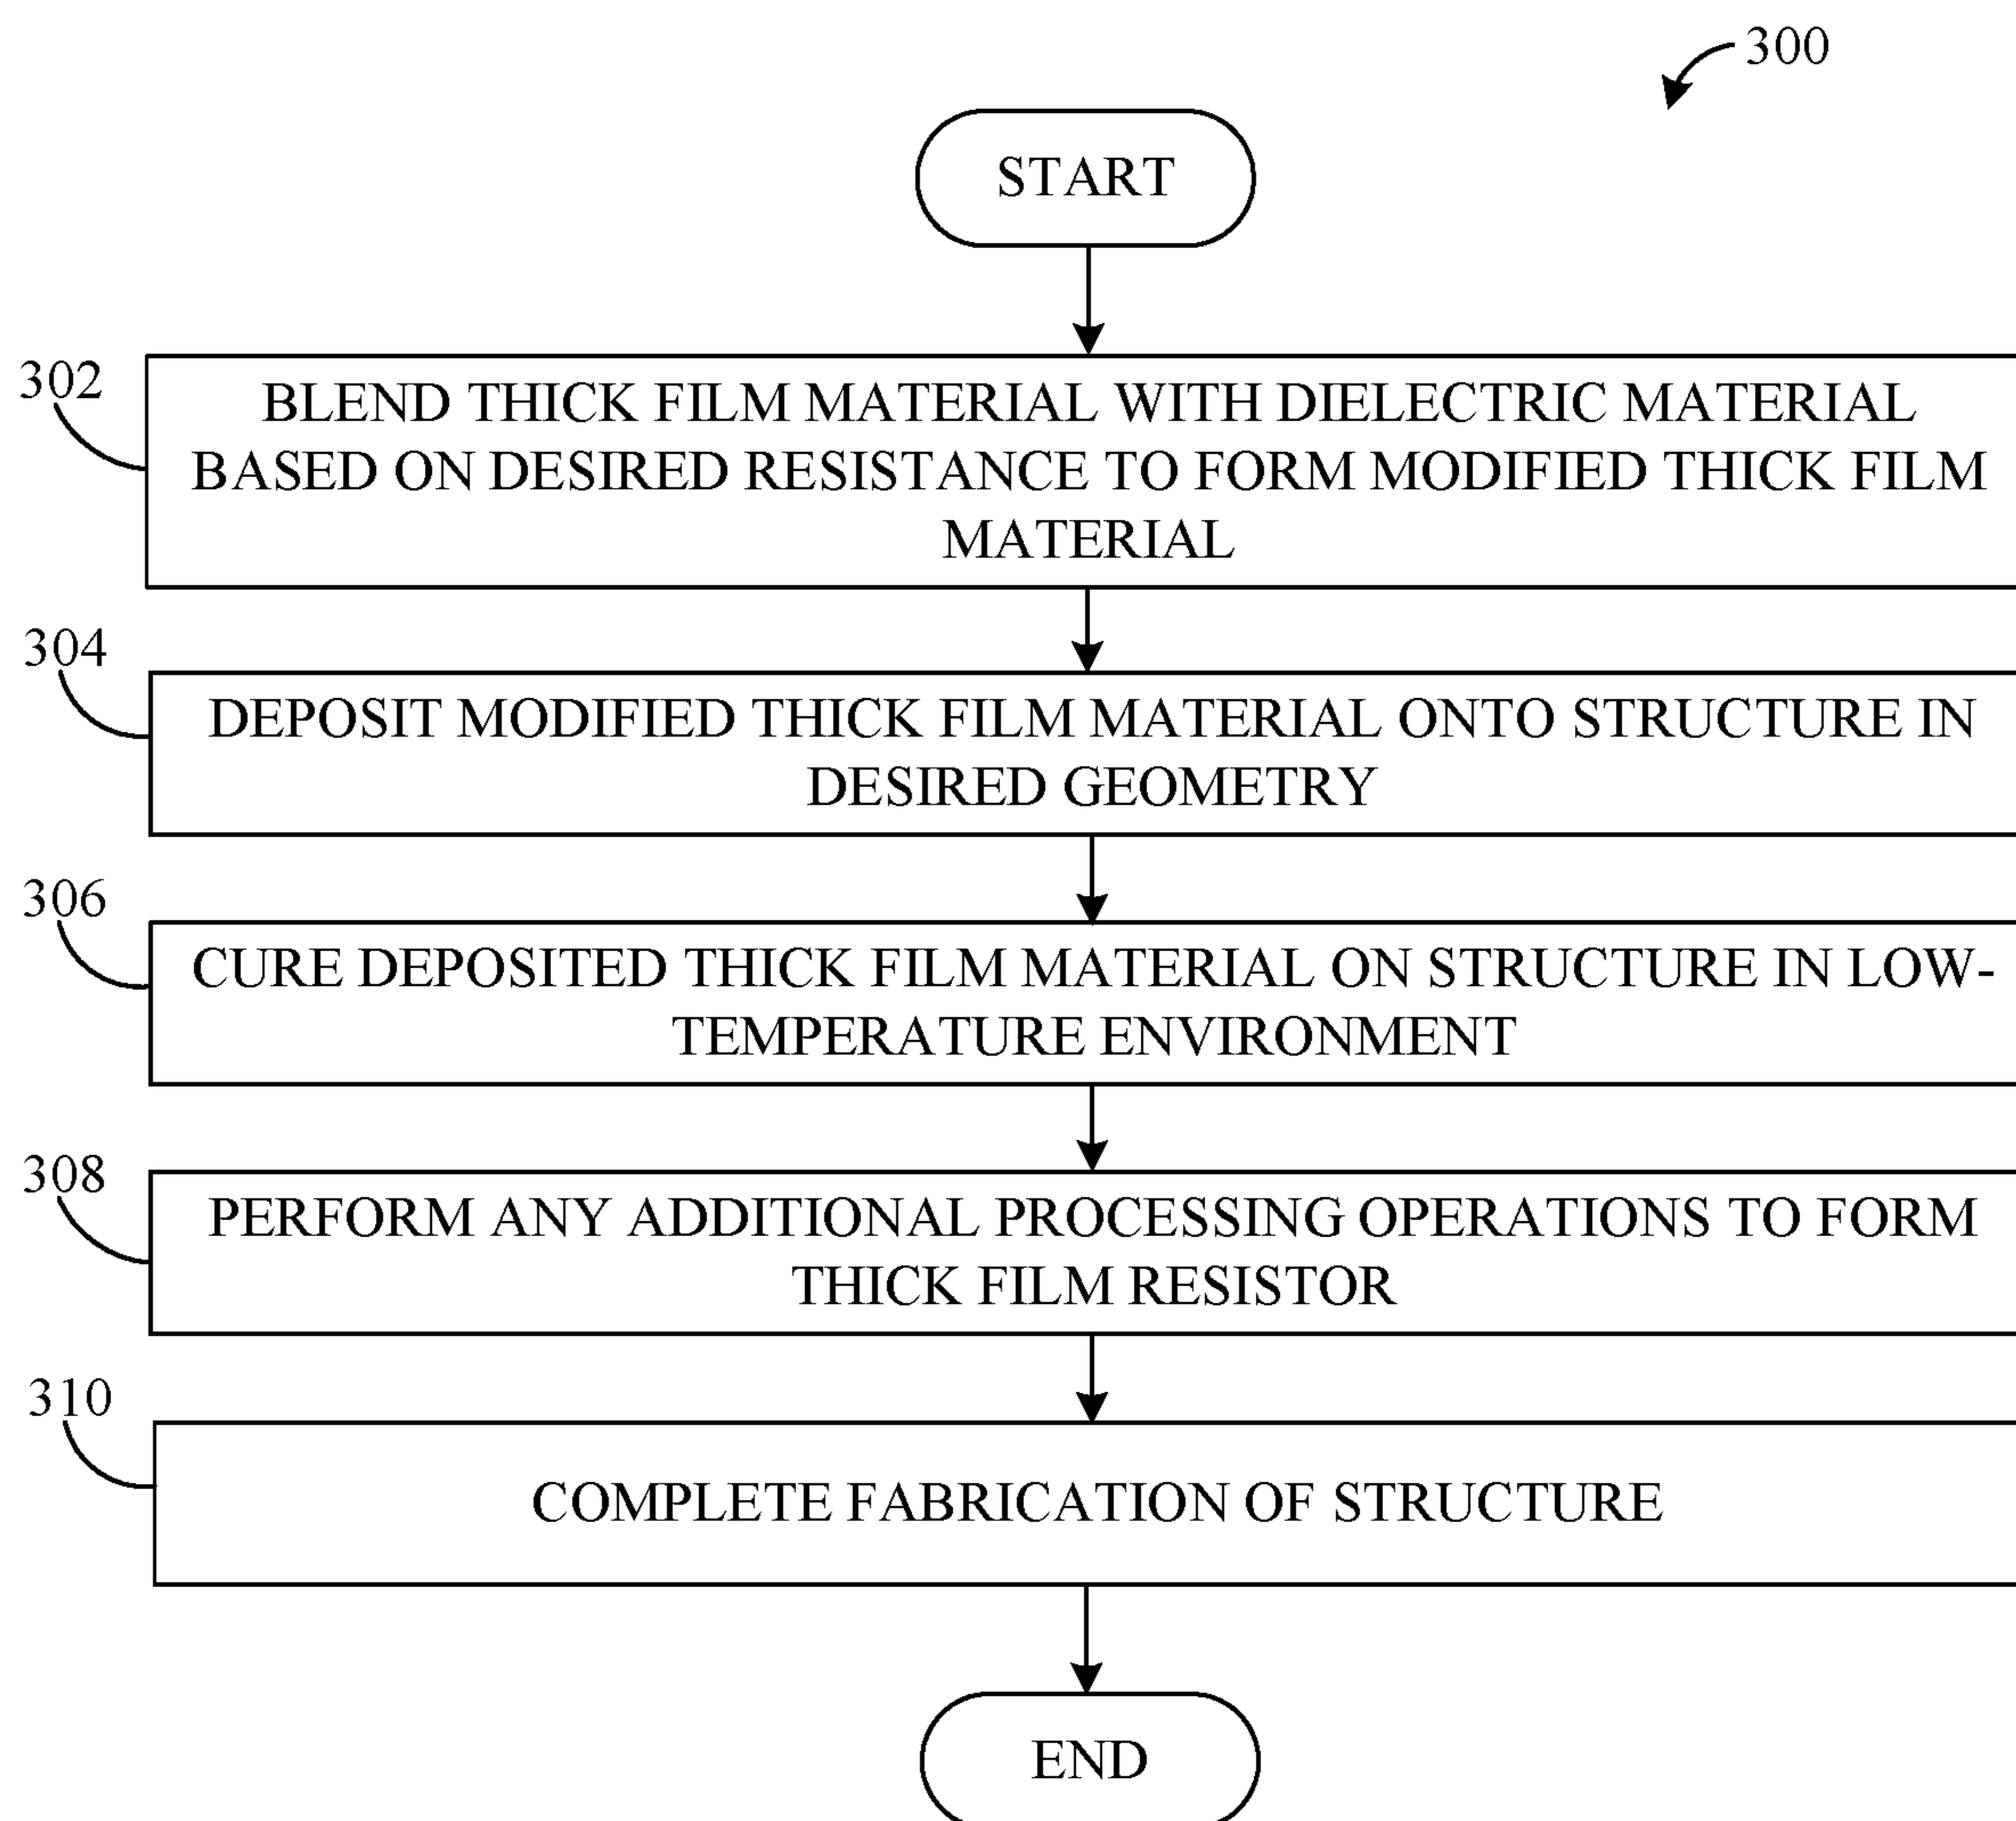 300
START
302
BLEND THICK FILM MATERIAL WITH DIELECTRIC MATERIAL
BASED ON DESIRED RESISTANCE TO FORM MODIFIED THICK FILM
MATERIAL
304
DEPOSIT MODIFIED THICK FILM MATERIAL ONTO STRUCTURE IN
DESIRED GEOMETRY
306
CURE DEPOSITED THICK FILM MATERIAL ON STRUCTURE IN LOW-
TEMPERATURE ENVIRONMENT
308
PERFORM ANY ADDITIONAL PROCESSING OPERATIONS TO FORM
THICK FILM RESISTOR
310
COMPLETE FABRICATION OF STRUCTURE
END